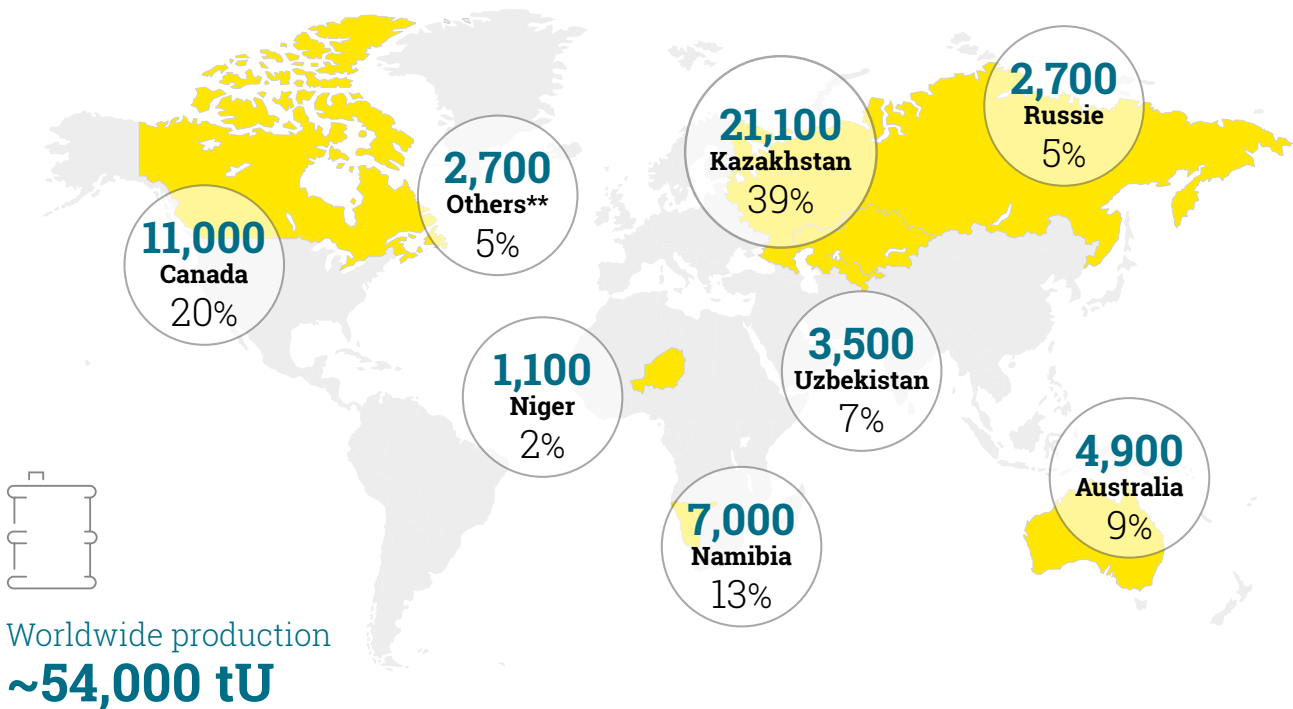 2,700
Russie
5%
21,100
Kazakhstan
39%
2,700
Others**
5%
11,000
Canada
20%
3,500
Uzbekistan
7%
1,100
Niger
2%
4,900
Australia
9%
7,000
Namibia
13%
Worldwide production
~54,000 tU